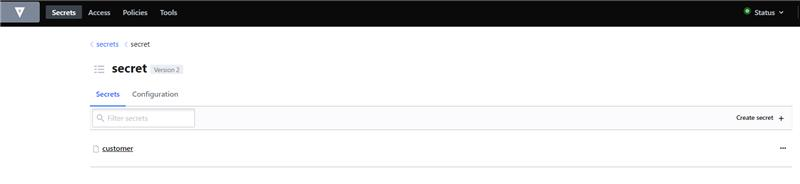 Secrets Access Policies Tools Status
secrets secret
secret Version 2
Secrets Configuration
Filter secrets Create secret +
customer